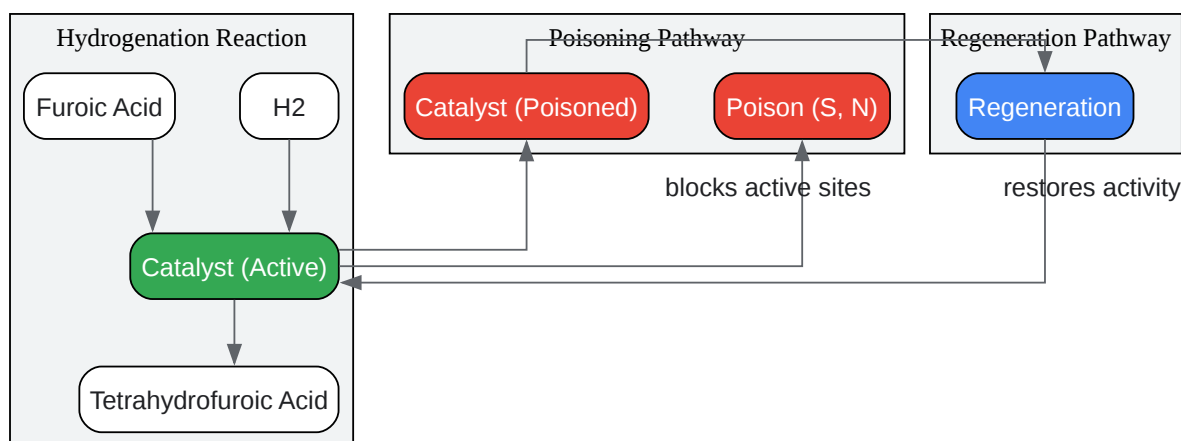 Hydrogenation Reaction
Poisoning Pathway
Regeneration Pathway
Furoic Acid
H2
Catalyst (Poisoned)
Poison (S, N)
Regeneration
blocks active sites
restores activity
Catalyst (Active)
Tetrahydrofuroic Acid